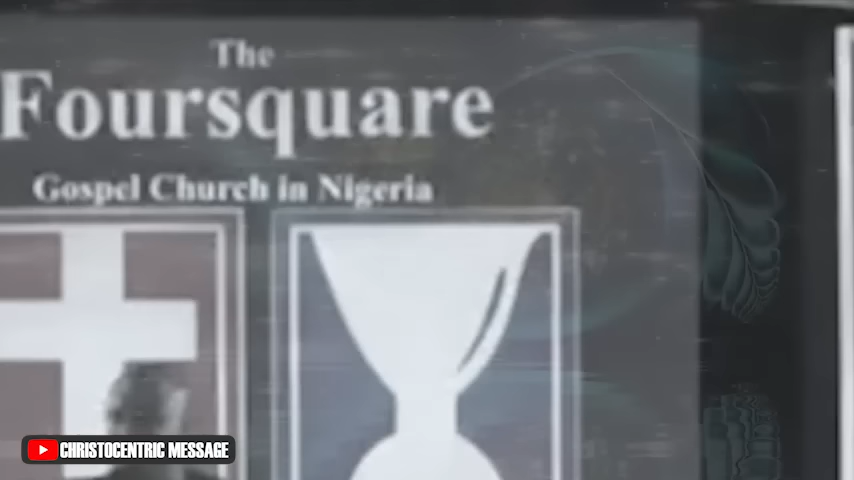 The
Foursquare
Gospel Church in Nigeria
CHRISTOCENTRIC MESSAGE